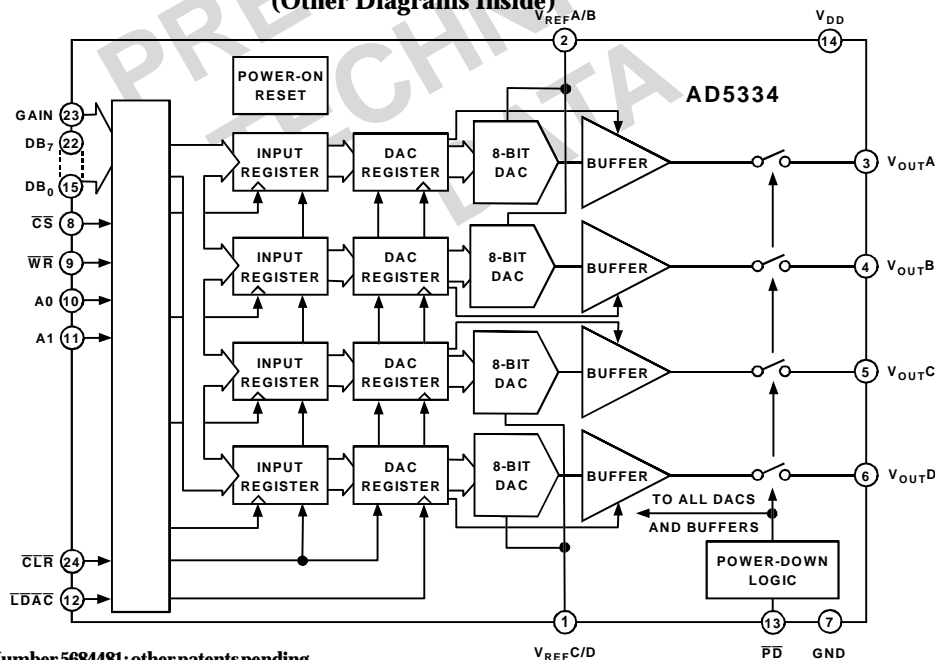 (Other Diagrams Inside)
VREFA/B
VDD
2
14
PRE
TECHN
DATA
POWER-ON
RESET
AD5334
GAIN 23
DB7 22
DB0 15
CS 8
WR 9
A0 10
A1 11
CLR 24
LDAC 12
INPUT
REGISTER
DAC
REGISTER
8-BIT
DAC
BUFFER
3 VOUTA
INPUT
REGISTER
DAC
REGISTER
8-BIT
DAC
BUFFER
4 VOUTB
INPUT
REGISTER
DAC
REGISTER
8-BIT
DAC
BUFFER
5 VOUTC
INPUT
REGISTER
DAC
REGISTER
8-BIT
DAC
BUFFER
6 VOUTD
TO ALL DACS
AND BUFFERS
POWER-DOWN
LOGIC
1
13
7
VREFC/D
PD
GND
Number 5684481; other patents pending